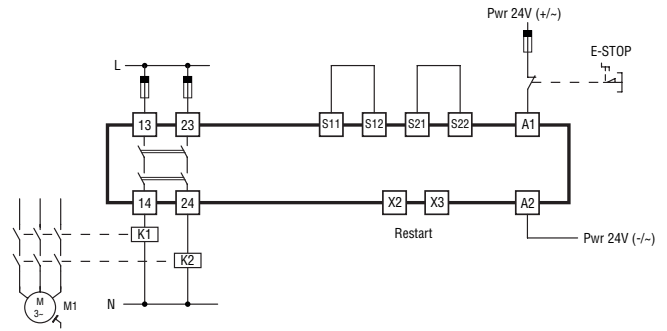 Pwr 24V (+/~)
E-STOP
L
13
23
S11
S12
S21
S22
A1
14
24
X2
X3
A2
K1
Restart
Pwr 24V (-/~)
K2
M
3~
M1
N